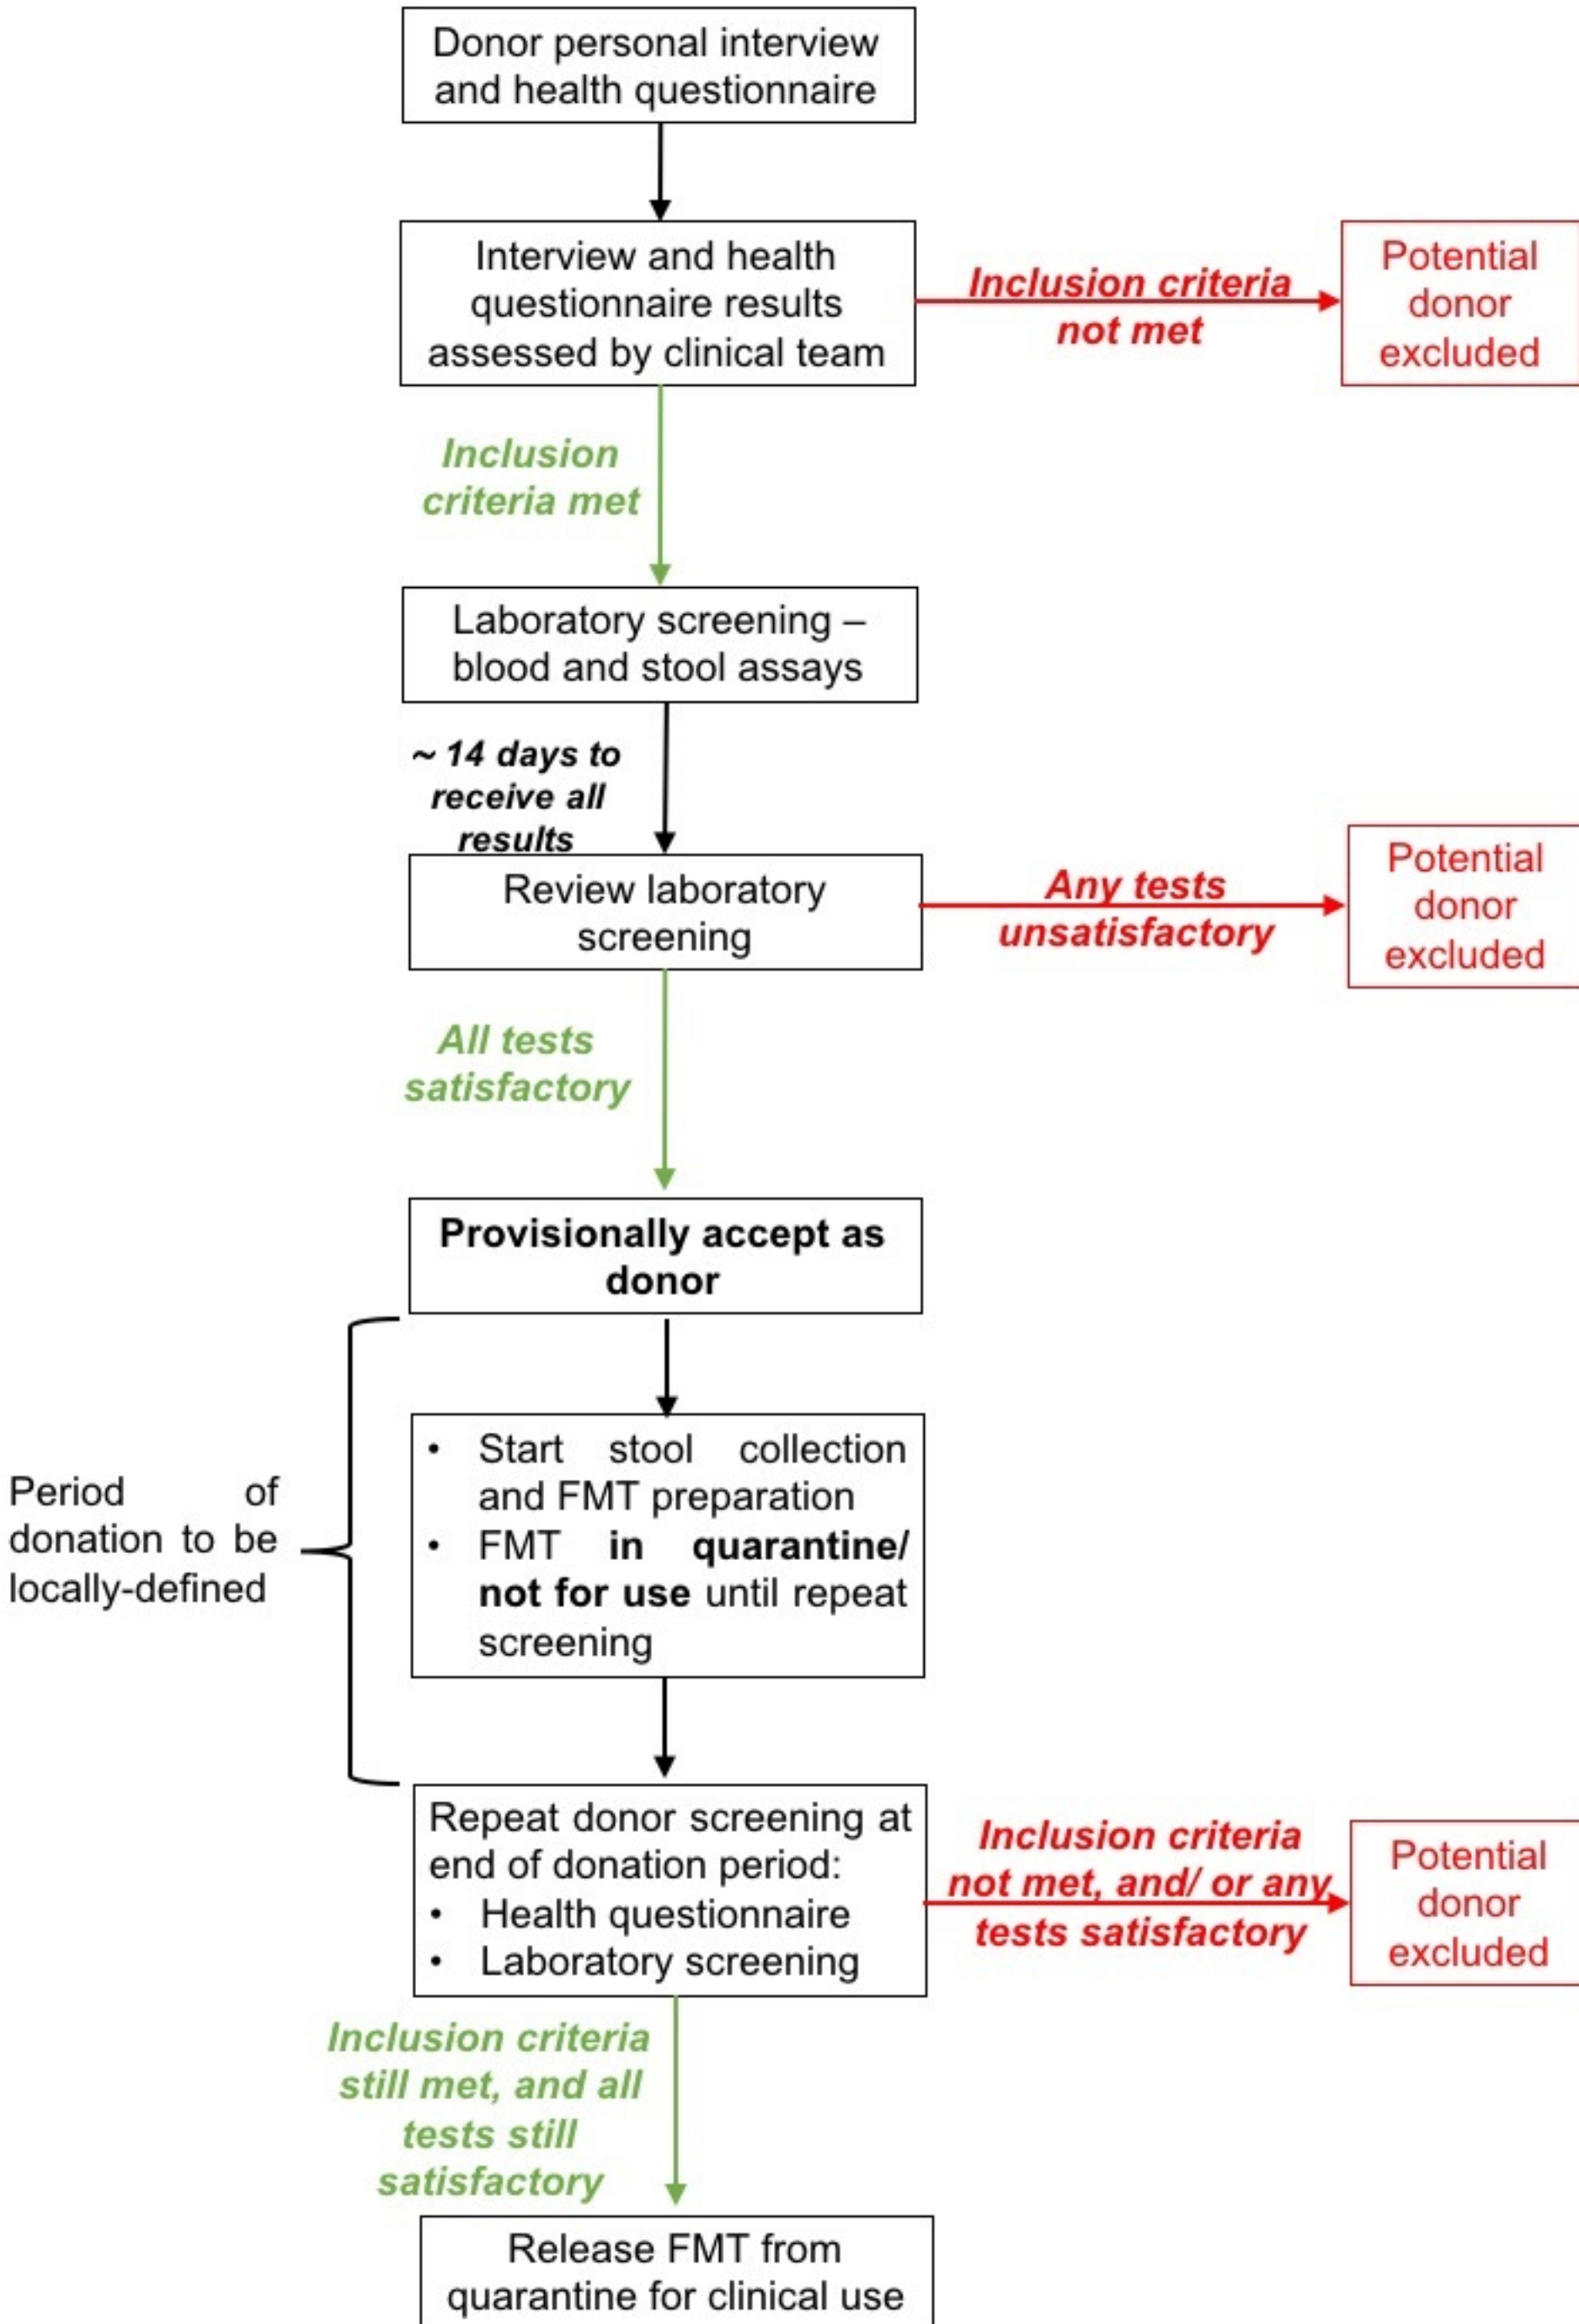 Donor personal interview
and health questionnaire
Interview and health
questionnaire results
assessed by clinical team
Inclusion criteria
not met
Potential
donor
excluded
Inclusion
criteria met
Laboratory screening –
blood and stool assays
~ 14 days to
receive all
results
Review laboratory
screening
Any tests
unsatisfactory
Potential
donor
excluded
All tests
satisfactory
Provisionally accept as
donor
Period of
donation to be
locally-defined
• Start stool collection
and FMT preparation
• FMT in quarantine/
not for use until repeat
screening
Repeat donor screening at
end of donation period:
• Health questionnaire
• Laboratory screening
Inclusion criteria
not met, and/ or any
tests satisfactory
Potential
donor
excluded
Inclusion criteria
still met, and all
tests still
satisfactory
Release FMT from
quarantine for clinical use